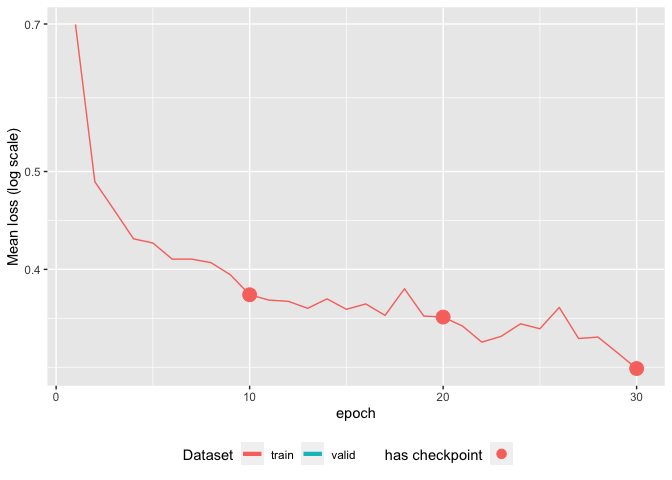 0.7
0.5
0.4
Mean loss (log scale)
0 10 20 30
epoch
Dataset train valid has checkpoint